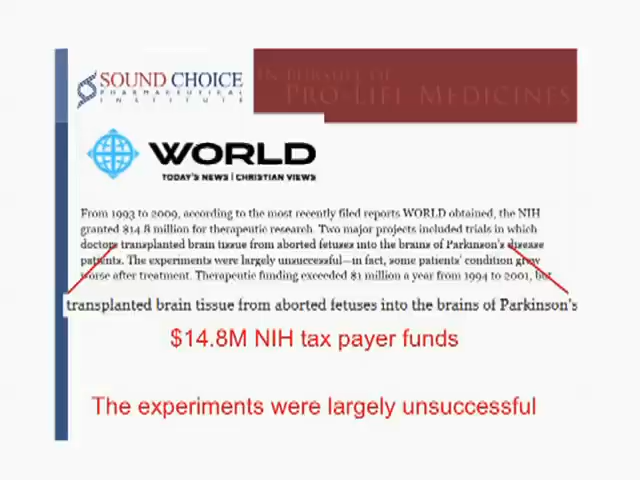 SOUND CHOICE
PHARMACEUTICAL
INSTITUTE
IN PURSUIT OF
PRO-LIFE MEDICINES
WORLD
TODAY'S NEWS | CHRISTIAN VIEWS
From 1993 to 2009, according to the most recently filed reports WORLD obtained, the NIH
granted $14.8 million for therapeutic research. Two major projects included trials in which
doctors transplanted brain tissue from aborted fetuses into the brains of Parkinson's disease
patients. The experiments were largely unsuccessful—in fact, some patients' condition grew
worse after treatment. Therapeutic funding exceeded $1 million a year from 1994 to 2001, but
transplanted brain tissue from aborted fetuses into the brains of Parkinson's
$14.8M NIH tax payer funds
The experiments were largely unsuccessful